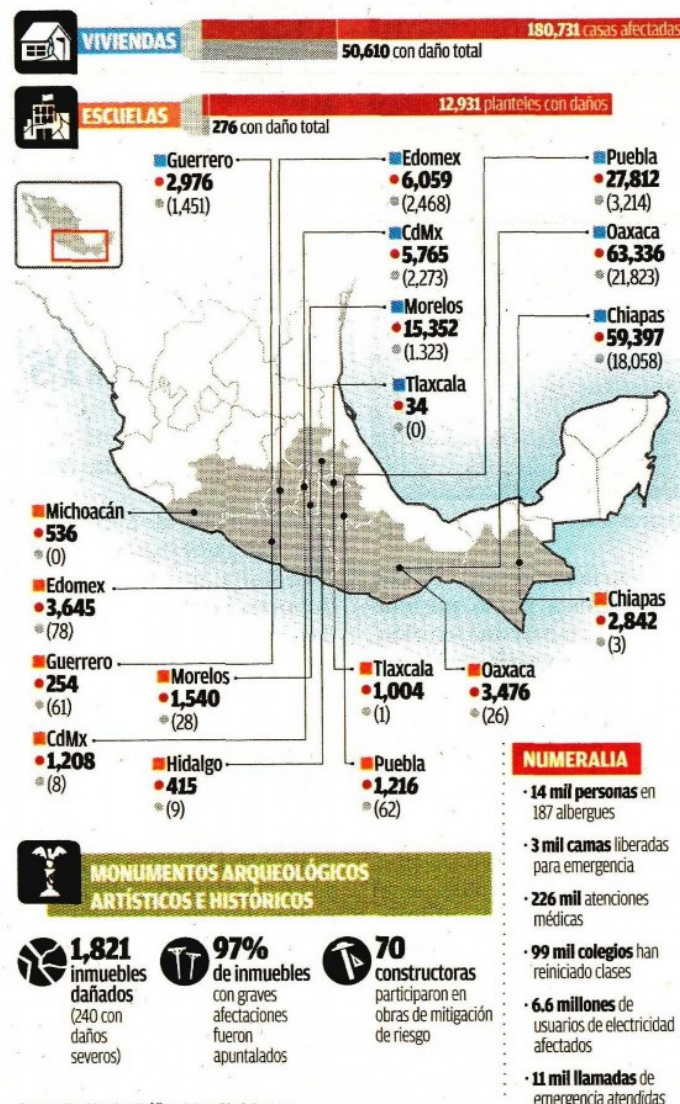 VIVIENDAS
180,731 casas afectadas
50,610 con daño total
ESCUELAS
12,931 planteles con daños
276 con daño total
Guerrero
2,976
(1,451)
Edomex
6,059
(2,468)
CdMx
5,765
(2,273)
Morelos
15,352
(1.323)
Tlaxcala
34
(0)
Puebla
27,812
(3,214)
Oaxaca
63,336
(21,823)
Chiapas
59,397
(18,058)
Michoacán
536
(0)
Edomex
3,645
(78)
Guerrero
254
(61)
CdMx
1,208
(8)
Morelos
1,540
(28)
Hidalgo
415
(9)
Tlaxcala
1,004
(1)
Puebla
1,216
(62)
Oaxaca
3,476
(26)
Chiapas
2,842
(3)
MONUMENTOS ARQUEOLÓGICOS
ARTÍSTICOS E HISTÓRICOS
1,821
inmuebles
dañados
(240 con
daños
severos)
97%
de inmuebles
con graves
afectaciones
fueron
apuntalados
70
constructoras
participaron en
obras de mitigación
de riesgo
NUMERALIA
· 14 mil personas en
187 albergues
· 3 mil camas liberadas
para emergencia
· 226 mil atenciones
médicas
· 99 mil colegios han
reiniciado clases
· 6.6 millones de
usuarios de electricidad
afectados
· 11 mil llamadas de
emergencia atendidas